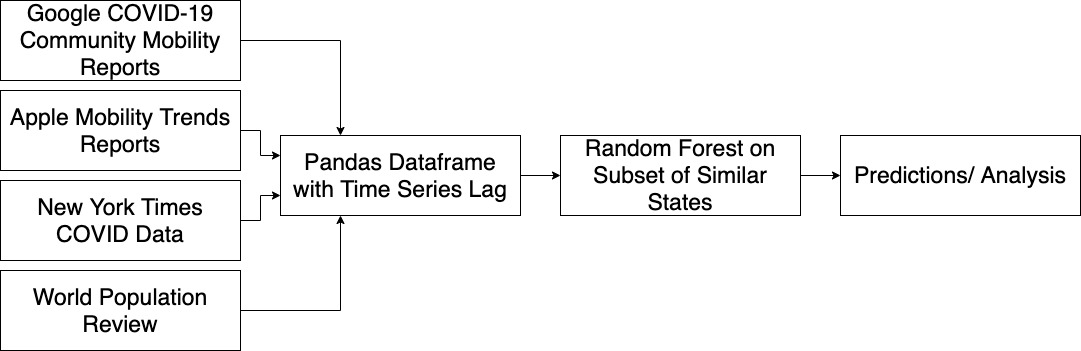 Google COVID-19
Community Mobility
Reports
Apple Mobility Trends
Reports
New York Times
COVID Data
World Population
Review
Pandas Dataframe
with Time Series Lag
Random Forest on
Subset of Similar
States
Predictions/ Analysis